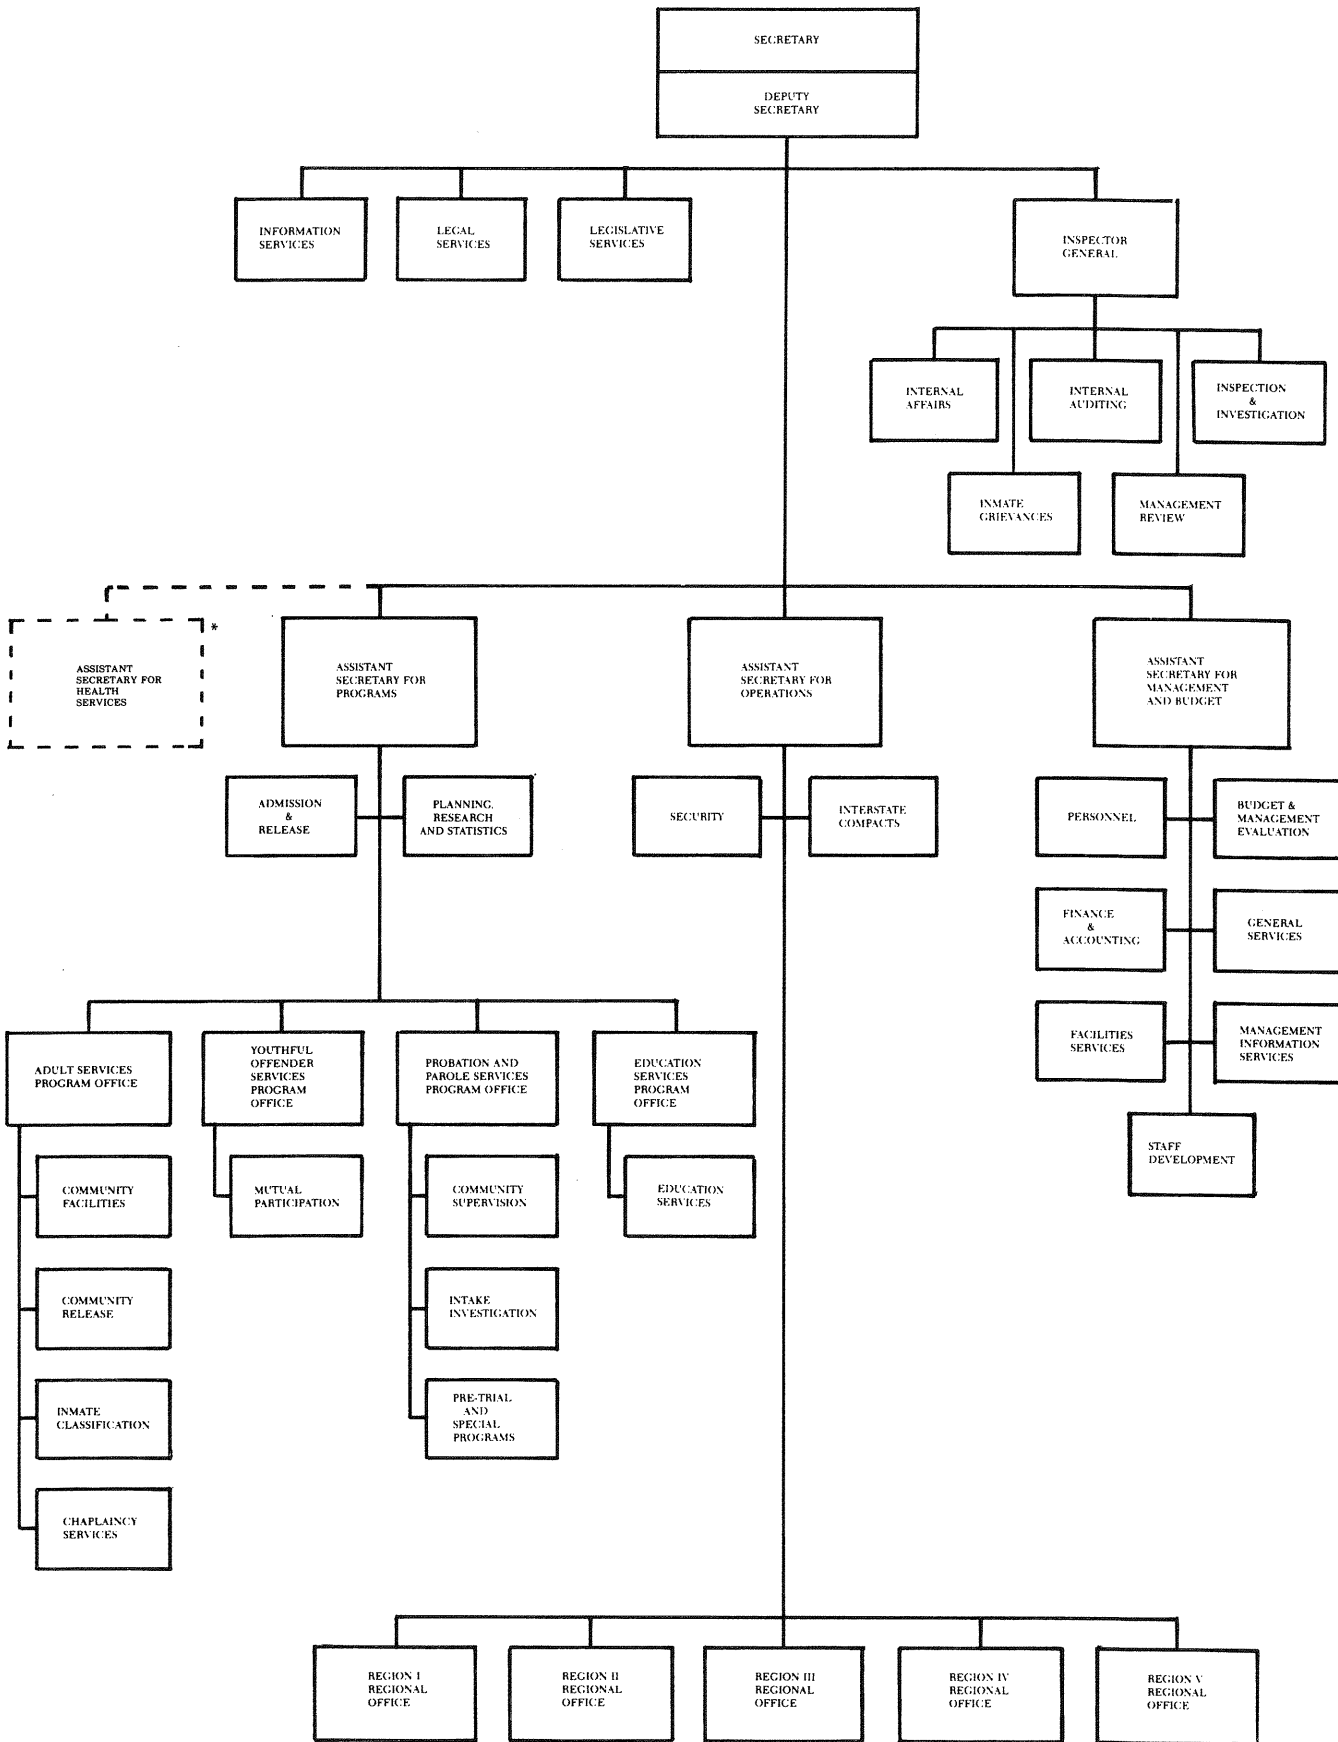 SECRETARY
DEPUTY
SECRETARY
INFORMATION
SERVICES
LEGAL
SERVICES
LEGISLATIVE
SERVICES
INSPECTOR
GENERAL
INTERNAL
AFFAIRS
INTERNAL
AUDITING
INSPECTION
&
INVESTIGATION
INMATE
GRIEVANCES
MANAGEMENT
REVIEW
*
ASSISTANT
SECRETARY FOR
HEALTH
SERVICES
ASSISTANT
SECRETARY FOR
PROGRAMS
ASSISTANT
SECRETARY FOR
OPERATIONS
ASSISTANT
SECRETARY FOR
MANAGEMENT
AND BUDGET
ADMISSION
&
RELEASE
PLANNING,
RESEARCH
AND STATISTICS
SECURITY
INTERSTATE
COMPACTS
PERSONNEL
BUDGET &
MANAGEMENT
EVALUATION
FINANCE
&
ACCOUNTING
GENERAL
SERVICES
FACILITIES
SERVICES
MANAGEMENT
INFORMATION
SERVICES
STAFF
DEVELOPMENT
ADULT SERVICES
PROGRAM OFFICE
YOUTHFUL
OFFENDER
SERVICES
PROGRAM
OFFICE
PROBATION AND
PAROLE SERVICES
PROGRAM OFFICE
EDUCATION
SERVICES
PROGRAM
OFFICE
COMMUNITY
FACILITIES
MUTUAL
PARTICIPATION
COMMUNITY
SUPERVISION
EDUCATION
SERVICES
COMMUNITY
RELEASE
INTAKE
INVESTIGATION
INMATE
CLASSIFICATION
PRE-TRIAL
AND
SPECIAL
PROGRAMS
CHAPLAINCY
SERVICES
REGION I
REGIONAL
OFFICE
REGION II
REGIONAL
OFFICE
REGION III
REGIONAL
OFFICE
REGION IV
REGIONAL
OFFICE
REGION V
REGIONAL
OFFICE